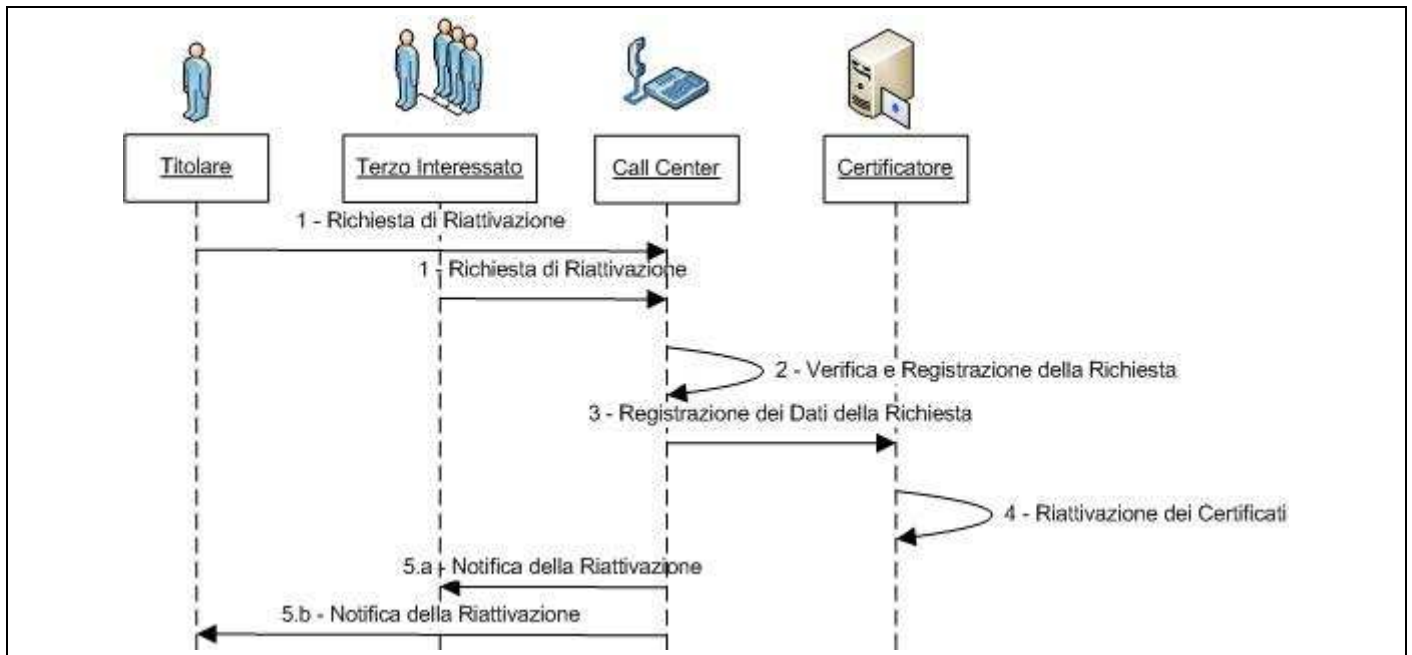 Titolare
Terzo Interessato
Call Center
Certificatore
1 - Richiesta di Riattivazione
1 - Richiesta di Riattivazione
2 - Verifica e Registrazione della Richiesta
3 - Registrazione dei Dati della Richiesta
4 - Riattivazione dei Certificati
5.a - Notifica della Riattivazione
5.b - Notifica della Riattivazione